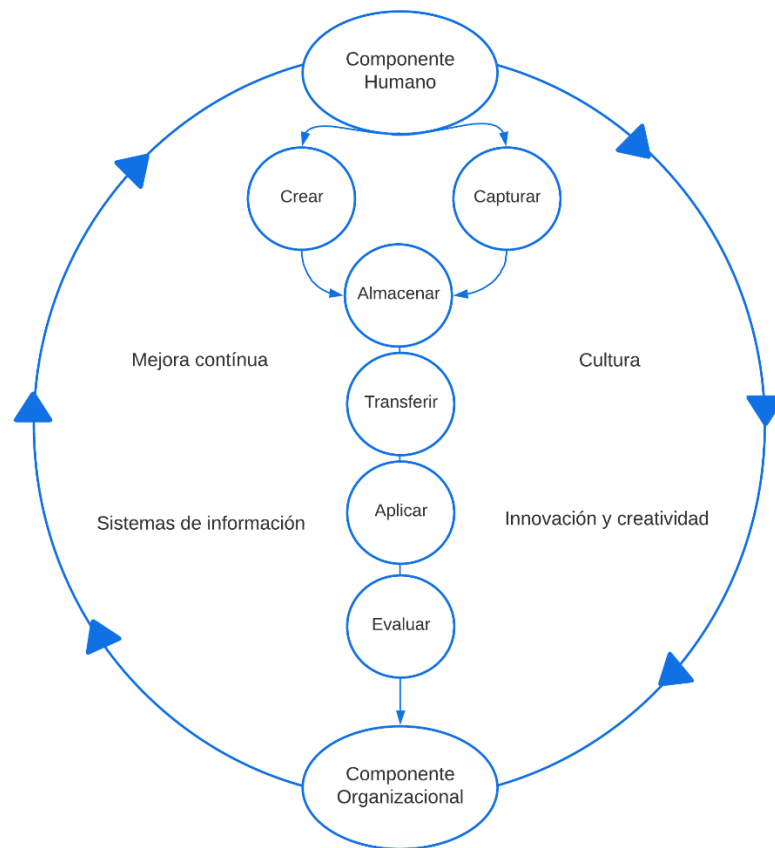 Componente
Humano
Crear
Capturar
Almacenar
Mejora contínua
Cultura
Transferir
Sistemas de información
Aplicar
Innovación y creatividad
Evaluar
Componente
Organizacional